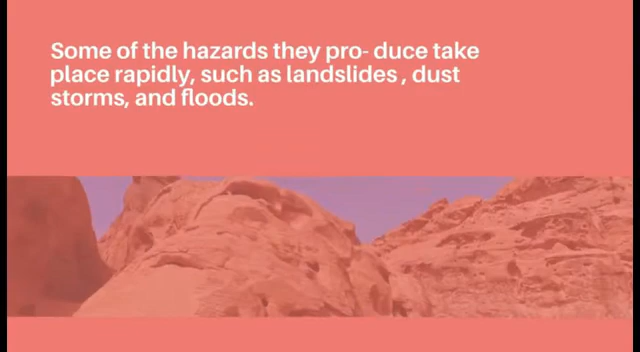 Some of the hazards they pro- duce take
place rapidly, such as landslides , dust
storms, and floods.